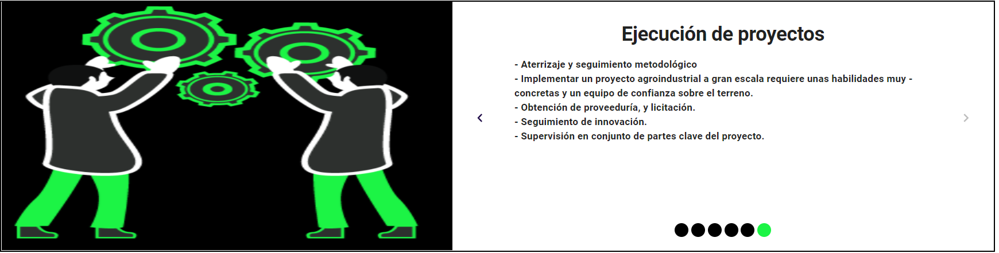 Ejecución de proyectos
- Aterrizaje y seguimiento metodológico
- Implementar un proyecto agroindustrial a gran escala requiere unas habilidades muy -
concretas y un equipo de confianza sobre el terreno.
- Obtención de proveeduría, y licitación.
- Seguimiento de innovación.
- Supervisión en conjunto de partes clave del proyecto.